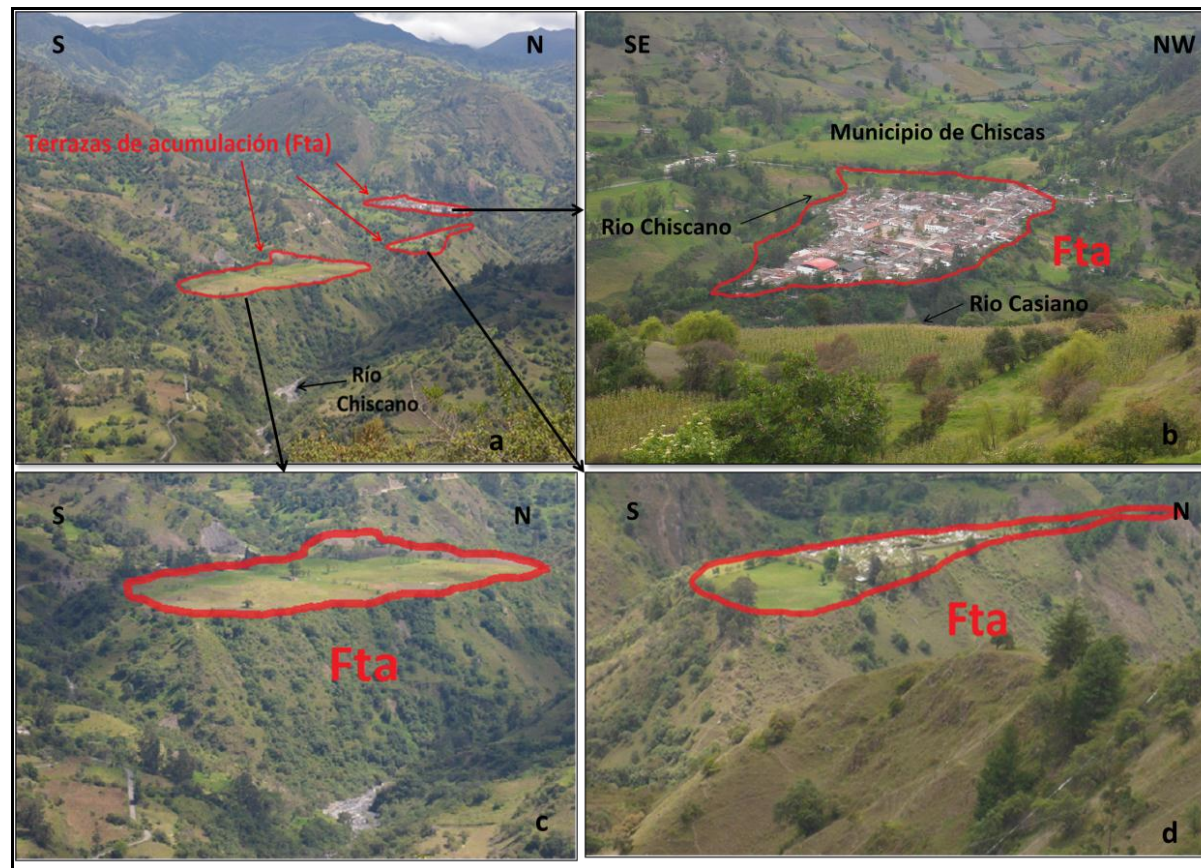 S
N
Terrazas de acumulación (Fta)
Río
Chiscano
a
SE
NW
Municipio de Chiscas
Rio Chiscano
Fta
Rio Casiano
b
S
N
Fta
c
S
N
Fta
d